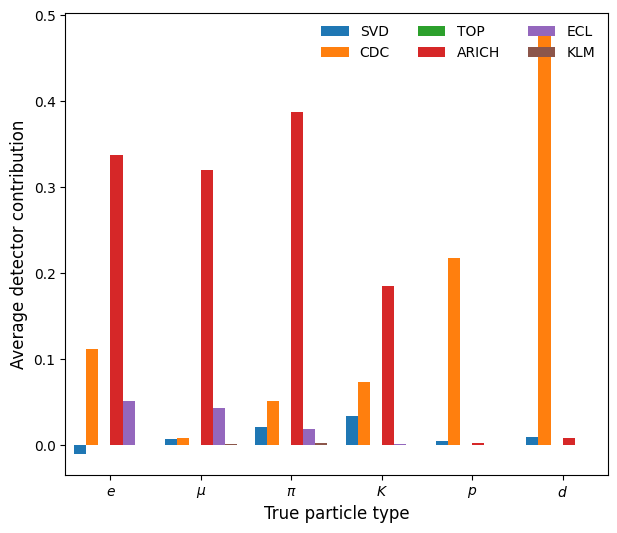 SVD TOP ECL
CDC ARICH KLM
0.5
0.4
0.3
0.2
0.1
0.0
Average detector contribution
e μ π K p d
True particle type